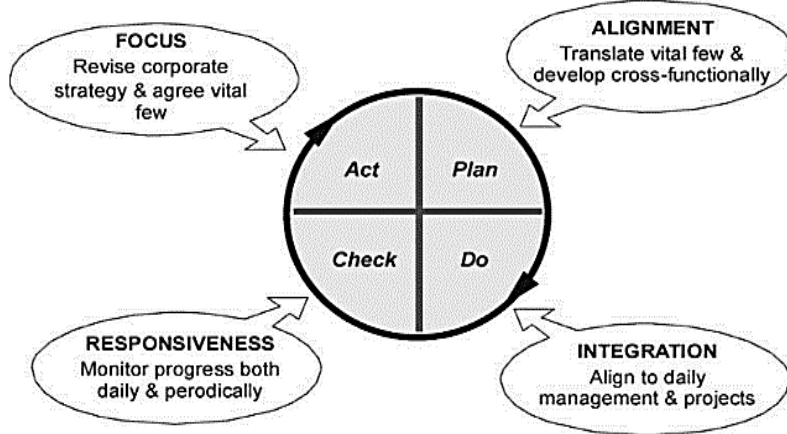 FOCUS
Revise corporate
strategy & agree vital
few
ALIGNMENT
Translate vital few &
develop cross-functionally
Act
Plan
Check
Do
RESPONSIVENESS
Monitor progress both
daily & perodically
INTEGRATION
Align to daily
management & projects